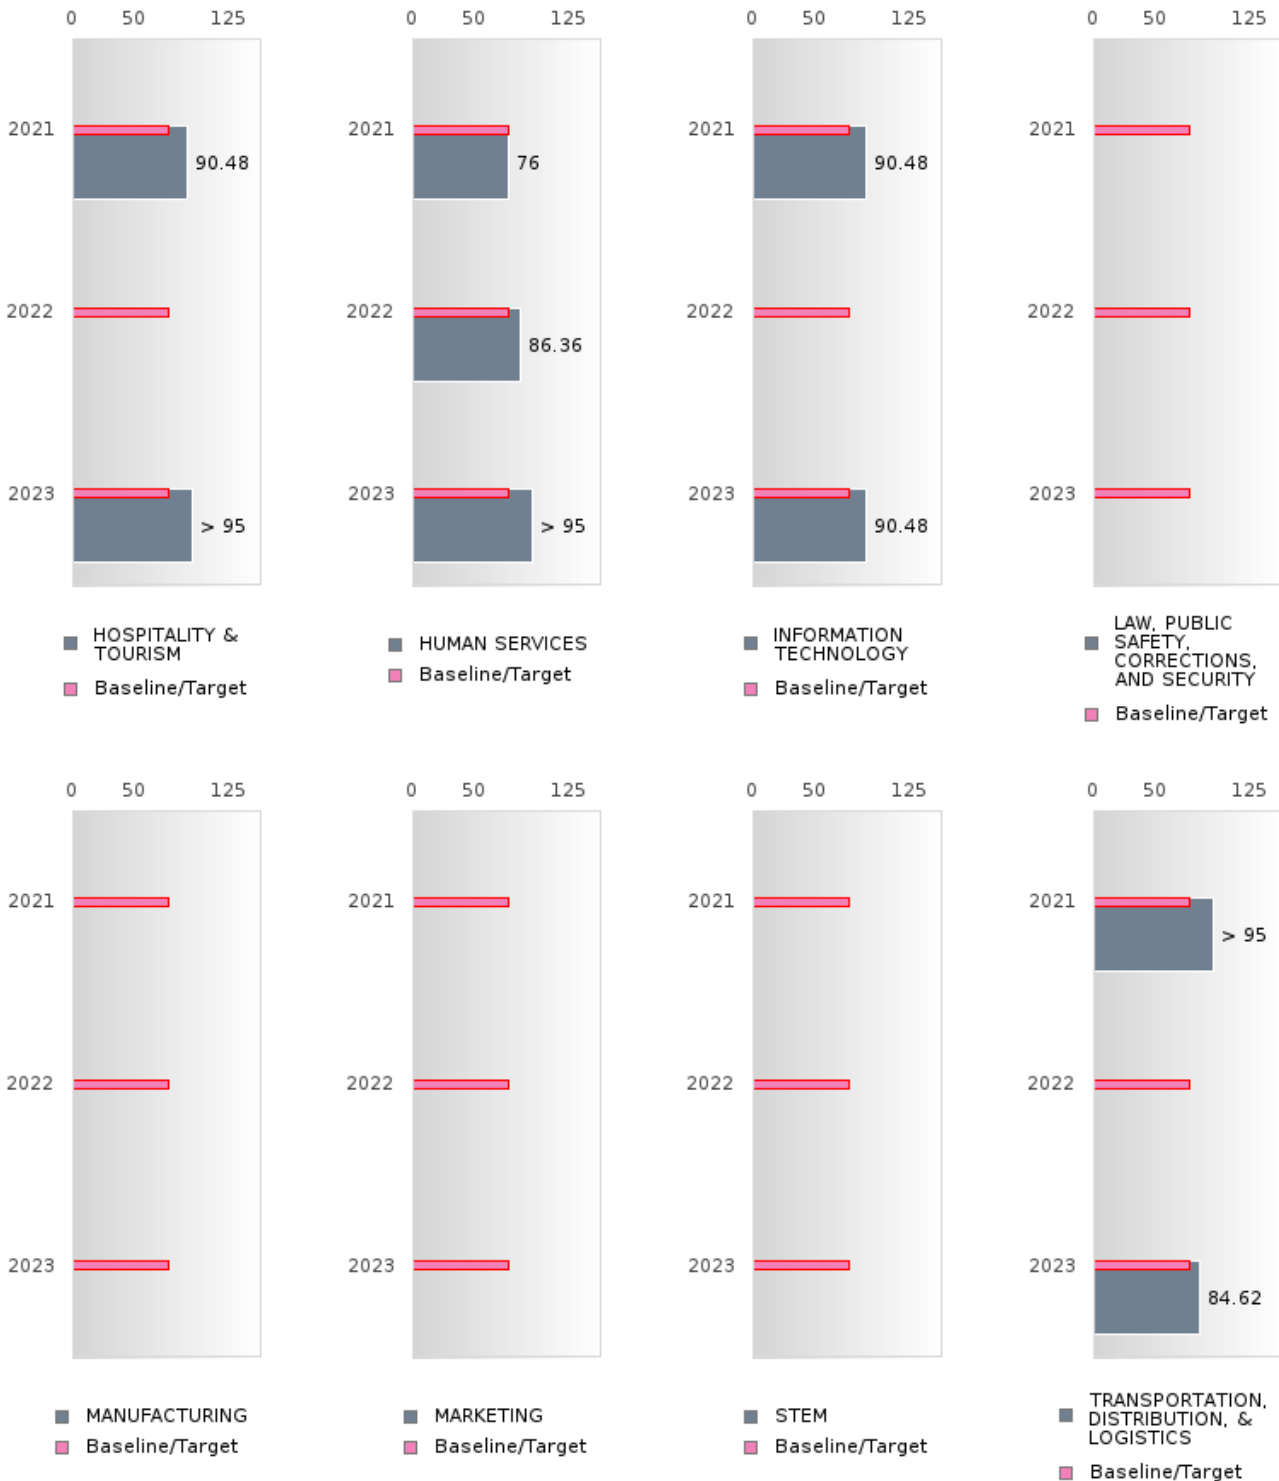 0 50 125
2021
90.48
2022
2023
> 95
HOSPITALITY &
TOURISM
Baseline/Target
0 50 125
2021
76
2022
86.36
2023
> 95
HUMAN SERVICES
Baseline/Target
0 50 125
2021
90.48
2022
2023
90.48
INFORMATION
TECHNOLOGY
Baseline/Target
0 50 125
2021
2022
2023
LAW, PUBLIC
SAFETY,
CORRECTIONS,
AND SECURITY
Baseline/Target
0 50 125
2021
2022
2023
MANUFACTURING
Baseline/Target
0 50 125
2021
2022
2023
MARKETING
Baseline/Target
0 50 125
2021
2022
2023
STEM
Baseline/Target
0 50 125
2021
> 95
2022
2023
84.62
TRANSPORTATION,
DISTRIBUTION, &
LOGISTICS
Baseline/Target